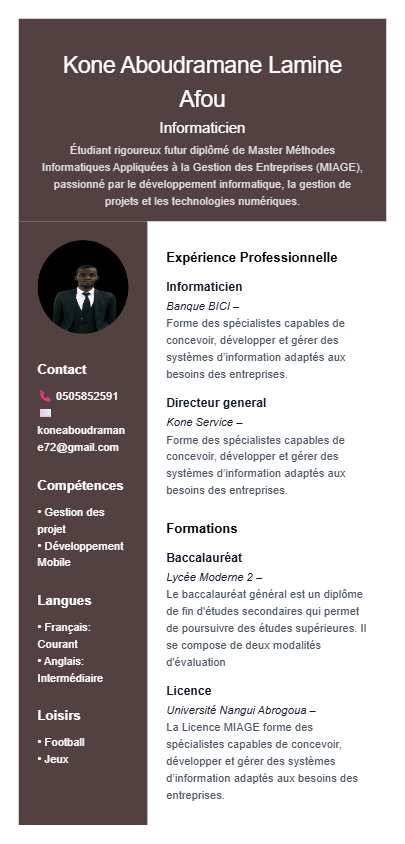 Kone Aboudramane Lamine
Afou
Informaticien
Étudiant rigoureux futur diplômé de Master Méthodes
Informatiques Appliquées à la Gestion des Entreprises (MIAGE),
passionné par le développement informatique, la gestion de
projets et les technologies numériques.
Contact
0505852591
koneaboudraman
e72@gmail.com
Compétences
• Gestion des
projet
• Développement
Mobile
Langues
• Français:
Courant
• Anglais:
Intermédiaire
Loisirs
• Football
• Jeux
Expérience Professionnelle
Informaticien
Banque BICI –
Forme des spécialistes capables de
concevoir, développer et gérer des
systèmes d'information adaptés aux
besoins des entreprises.
Directeur general
Kone Service –
Forme des spécialistes capables de
concevoir, développer et gérer des
systèmes d'information adaptés aux
besoins des entreprises.
Formations
Baccalauréat
Lycée Moderne 2 –
Le baccalauréat général est un diplôme
de fin d'études secondaires qui permet
de poursuivre des études supérieures. Il
se compose de deux modalités
d'évaluation
Licence
Université Nangui Abrogoua –
La Licence MIAGE forme des
spécialistes capables de concevoir,
développer et gérer des systèmes
d'information adaptés aux besoins des
entreprises.